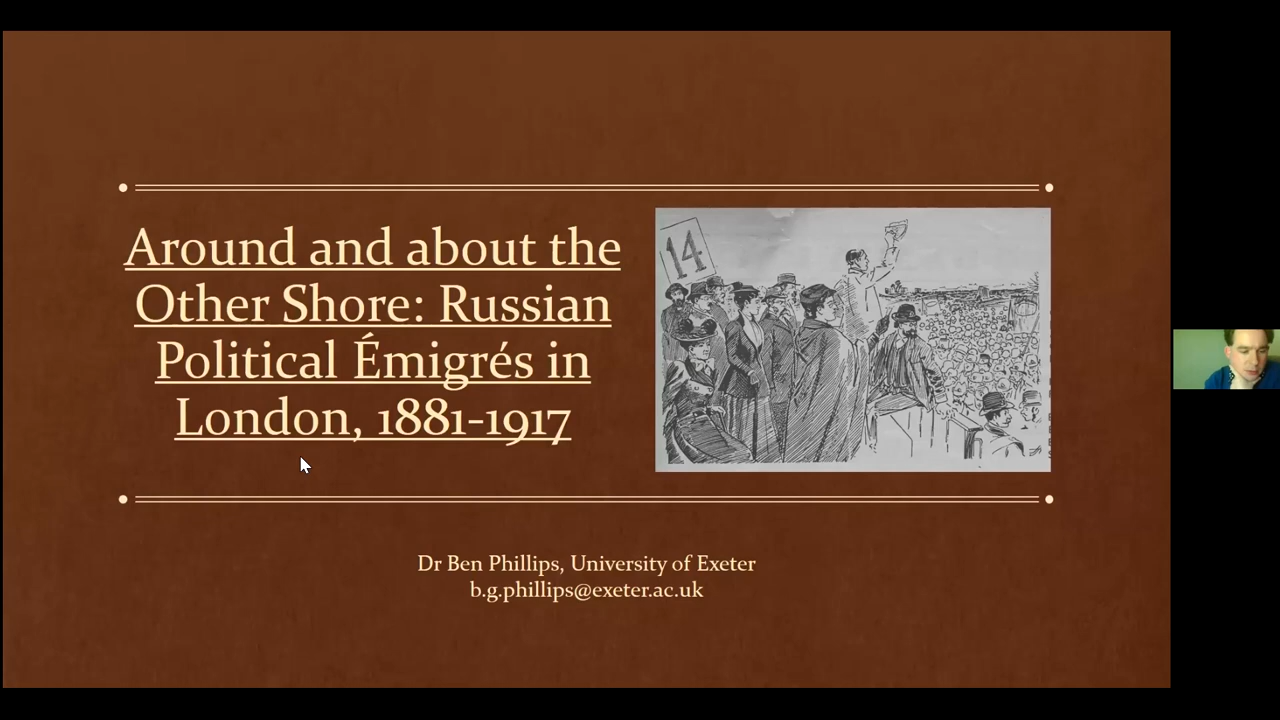 Around and about the
Other Shore: Russian
Political Émigrés in
London, 1881-1917
14
Dr Ben Phillips, University of Exeter
b.g.phillips@exeter.ac.uk